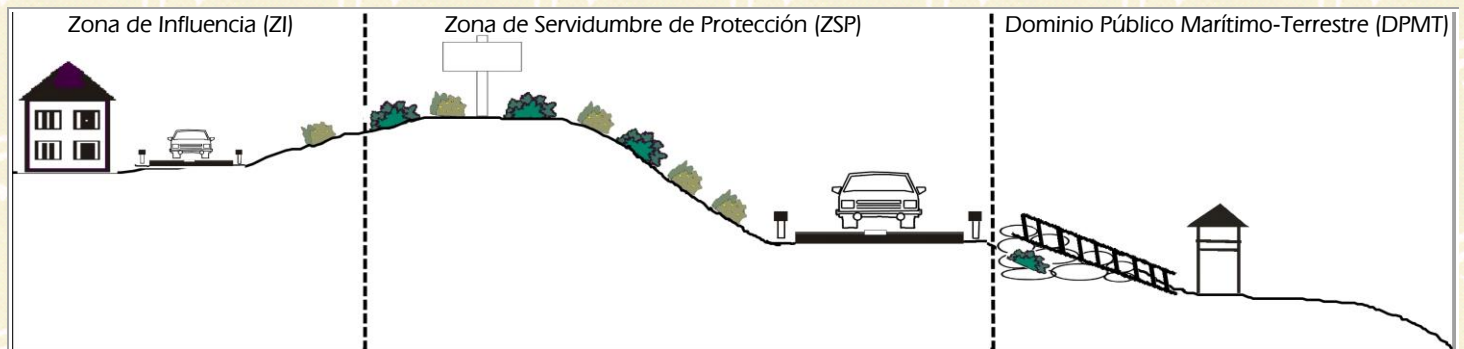 Zona de Influencia (ZI)
Zona de Servidumbre de Protección (ZSP)
Dominio Público Marítimo-Terrestre (DPMT)